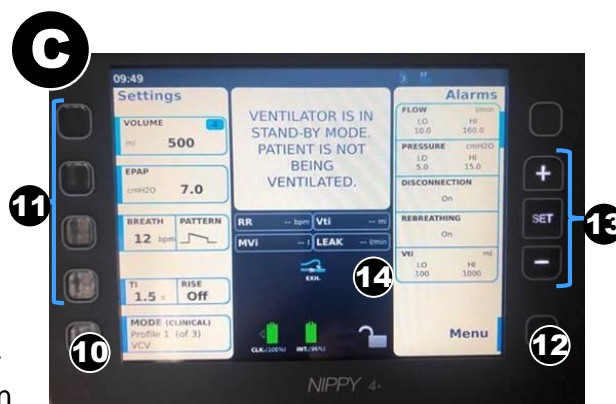 C
09:49
Settings
VOLUME
ml 500
EPAP
cmH2O 7.0
BREATH PATTERN
12 bpm
TI RISE
1.5 s Off
MODE (CLINICAL)
Profile 1 (of 3)
VCV
VENTILATOR IS IN
STAND-BY MODE.
PATIENT IS NOT
BEING
VENTILATED.
RR -- bpm Vti -- ml
MVi -- l LEAK -- l/min
EXH.
CLK.(100%) INT.(96%)
Alarms
FLOW l/min
LO HI
10.0 160.0
PRESSURE cmH2O
LO HI
5.0 15.0
DISCONNECTION
On
REBREATHING
On
Vti ml
LO HI
100 1000
Menu
+
SET
−
NIPPY 4+
11
10
14
13
12